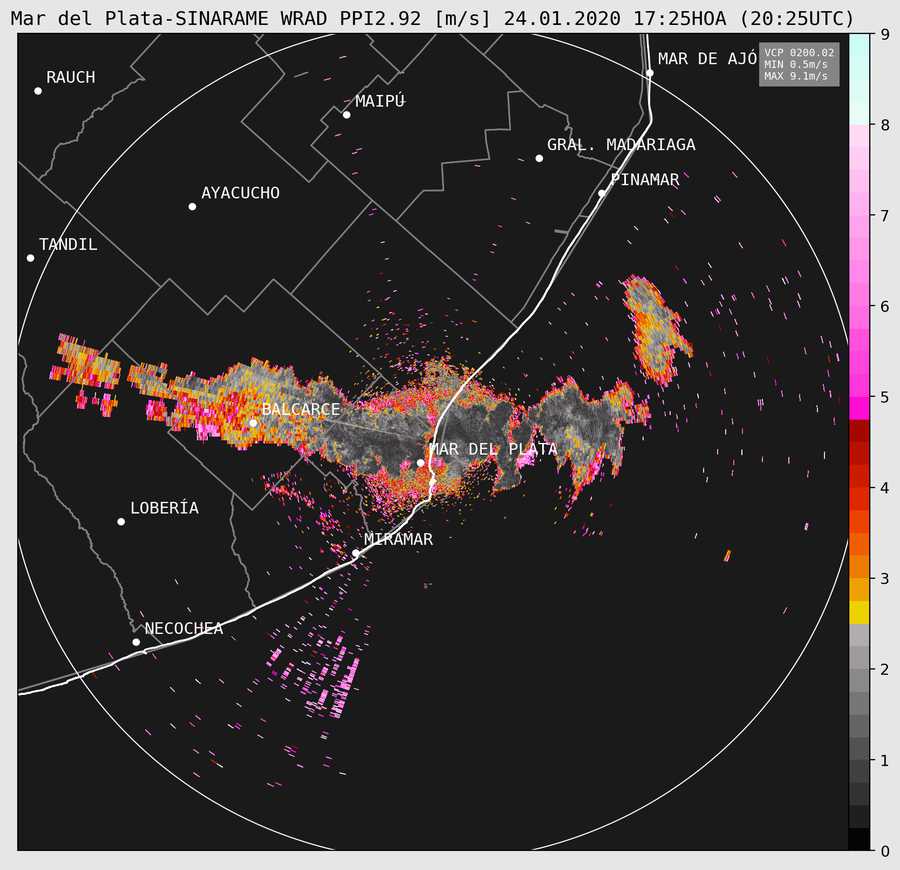 Mar del Plata-SINARAME WRAD PPI2.92 [m/s] 24.01.2020 17:25HOA (20:25UTC)
VCP 0200.02
MIN 0.5m/s
MAX 9.1m/s
MAR DE AJÓ
RAUCH
MAIPÚ
GRAL. MADARIAGA
PINAMAR
AYACUCHO
TANDIL
BALCARCE
MAR DEL PLATA
LOBERÍA
MIRAMAR
NECOCHEA
9
8
7
6
5
4
3
2
1
0